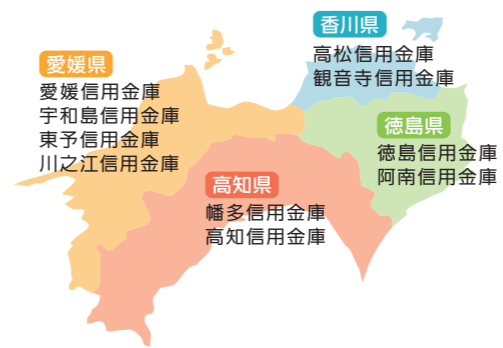 香川県
高松信用金庫
観音寺信用金庫
愛媛県
愛媛信用金庫
宇和島信用金庫
東予信用金庫
川之江信用金庫
徳島県
徳島信用金庫
阿南信用金庫
高知県
幡多信用金庫
高知信用金庫